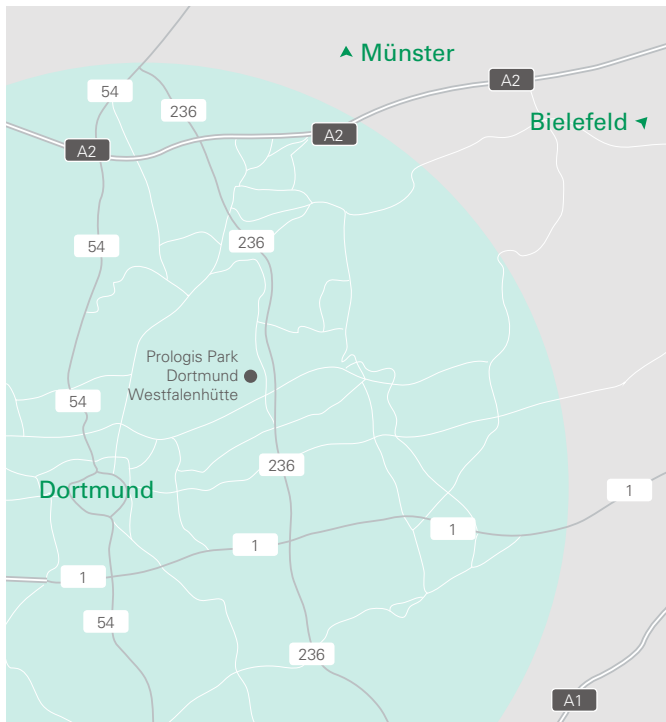 Münster
A2
54
236
Bielefeld
A2
A2
236
54
Prologis Park
Dortmund
Westfalenhütte
54
236
Dortmund
1
1
1
1
54
236
A1